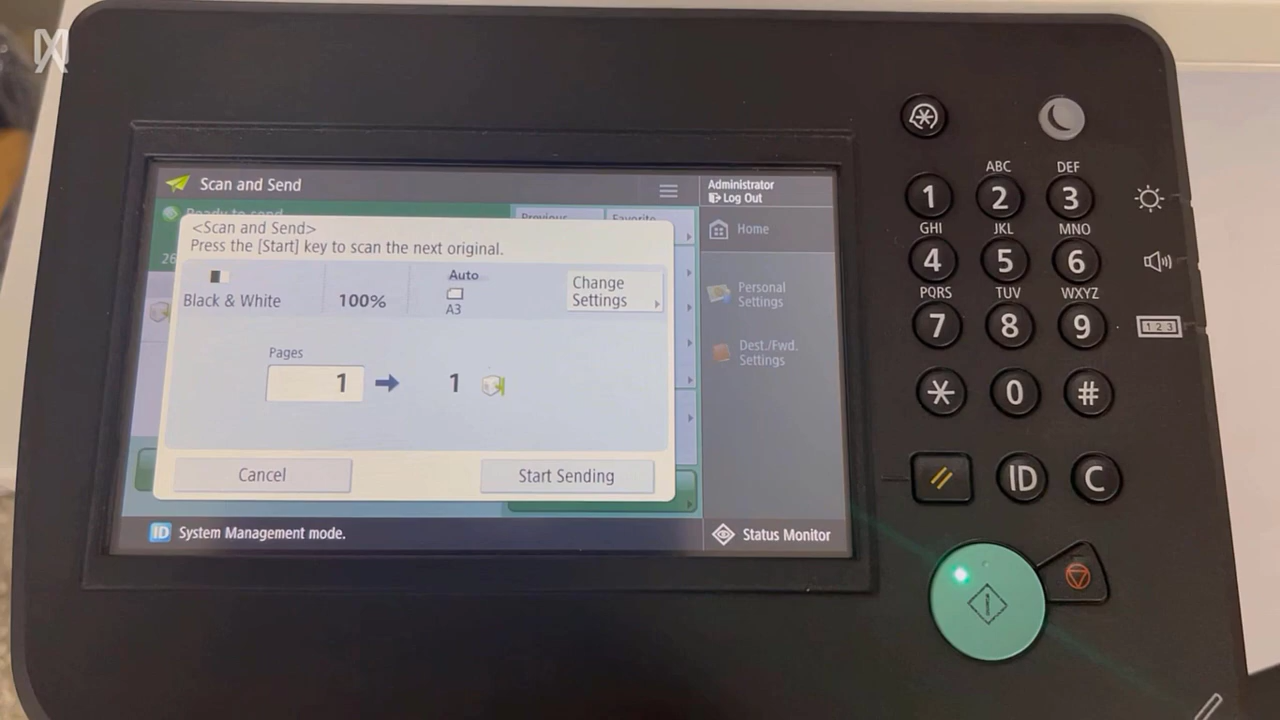 Scan and Send
Administrator
Log Out
Ready to send
Previous
Favorite
<Scan and Send>
Press the [Start] key to scan the next original.
Home
26
Black & White
100%
Auto
A3
Change
Settings
Personal
Settings
Pages
1
1
Dest./Fwd.
Settings
Cancel
Start Sending
ID
System Management mode.
Status Monitor
ABC
DEF
1
2
3
GHI
JKL
MNO
4
5
6
PQRS
TUV
WXYZ
7
8
9
1 2 3
*
0
#
ID
C